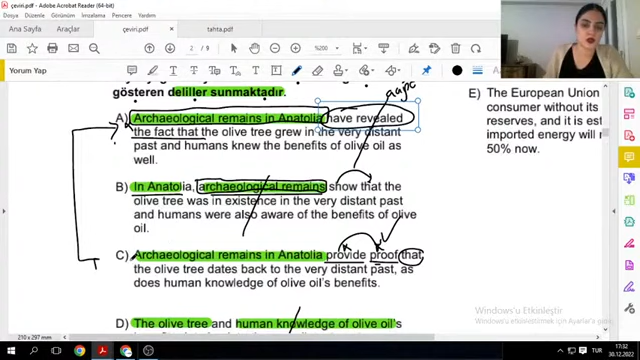 çeviri.pdf - Adobe Acrobat Reader (64-bit)
Ana Sayfa Araçlar çeviri.pdf × tahta.pdf
2 / 9 %200
Yorum Yap
gösteren deliller sunmaktadır.
aapc
A) Archaeological remains in Anatolia have revealed
the fact that the olive tree grew in the very distant
past and humans knew the benefits of olive oil as
well.
B) In Anatolia, archaeological remains show that the
olive tree was in existence in the very distant past
and humans were also aware of the benefits of olive
oil.
C) Archaeological remains in Anatolia provide proof that
the olive tree dates back to the very distant past, as
does human knowledge of olive oil's benefits.
D) The olive tree and human knowledge of olive oil's
E) The European Union
consumer without its
reserves, and it is est
imported energy will r
50% now.
210 x 297 mm
Windows'u Etkinleştir
Windows'u etkinleştirmek için Ayarlar'a gidin.
TUR 17:32
30.12.2022